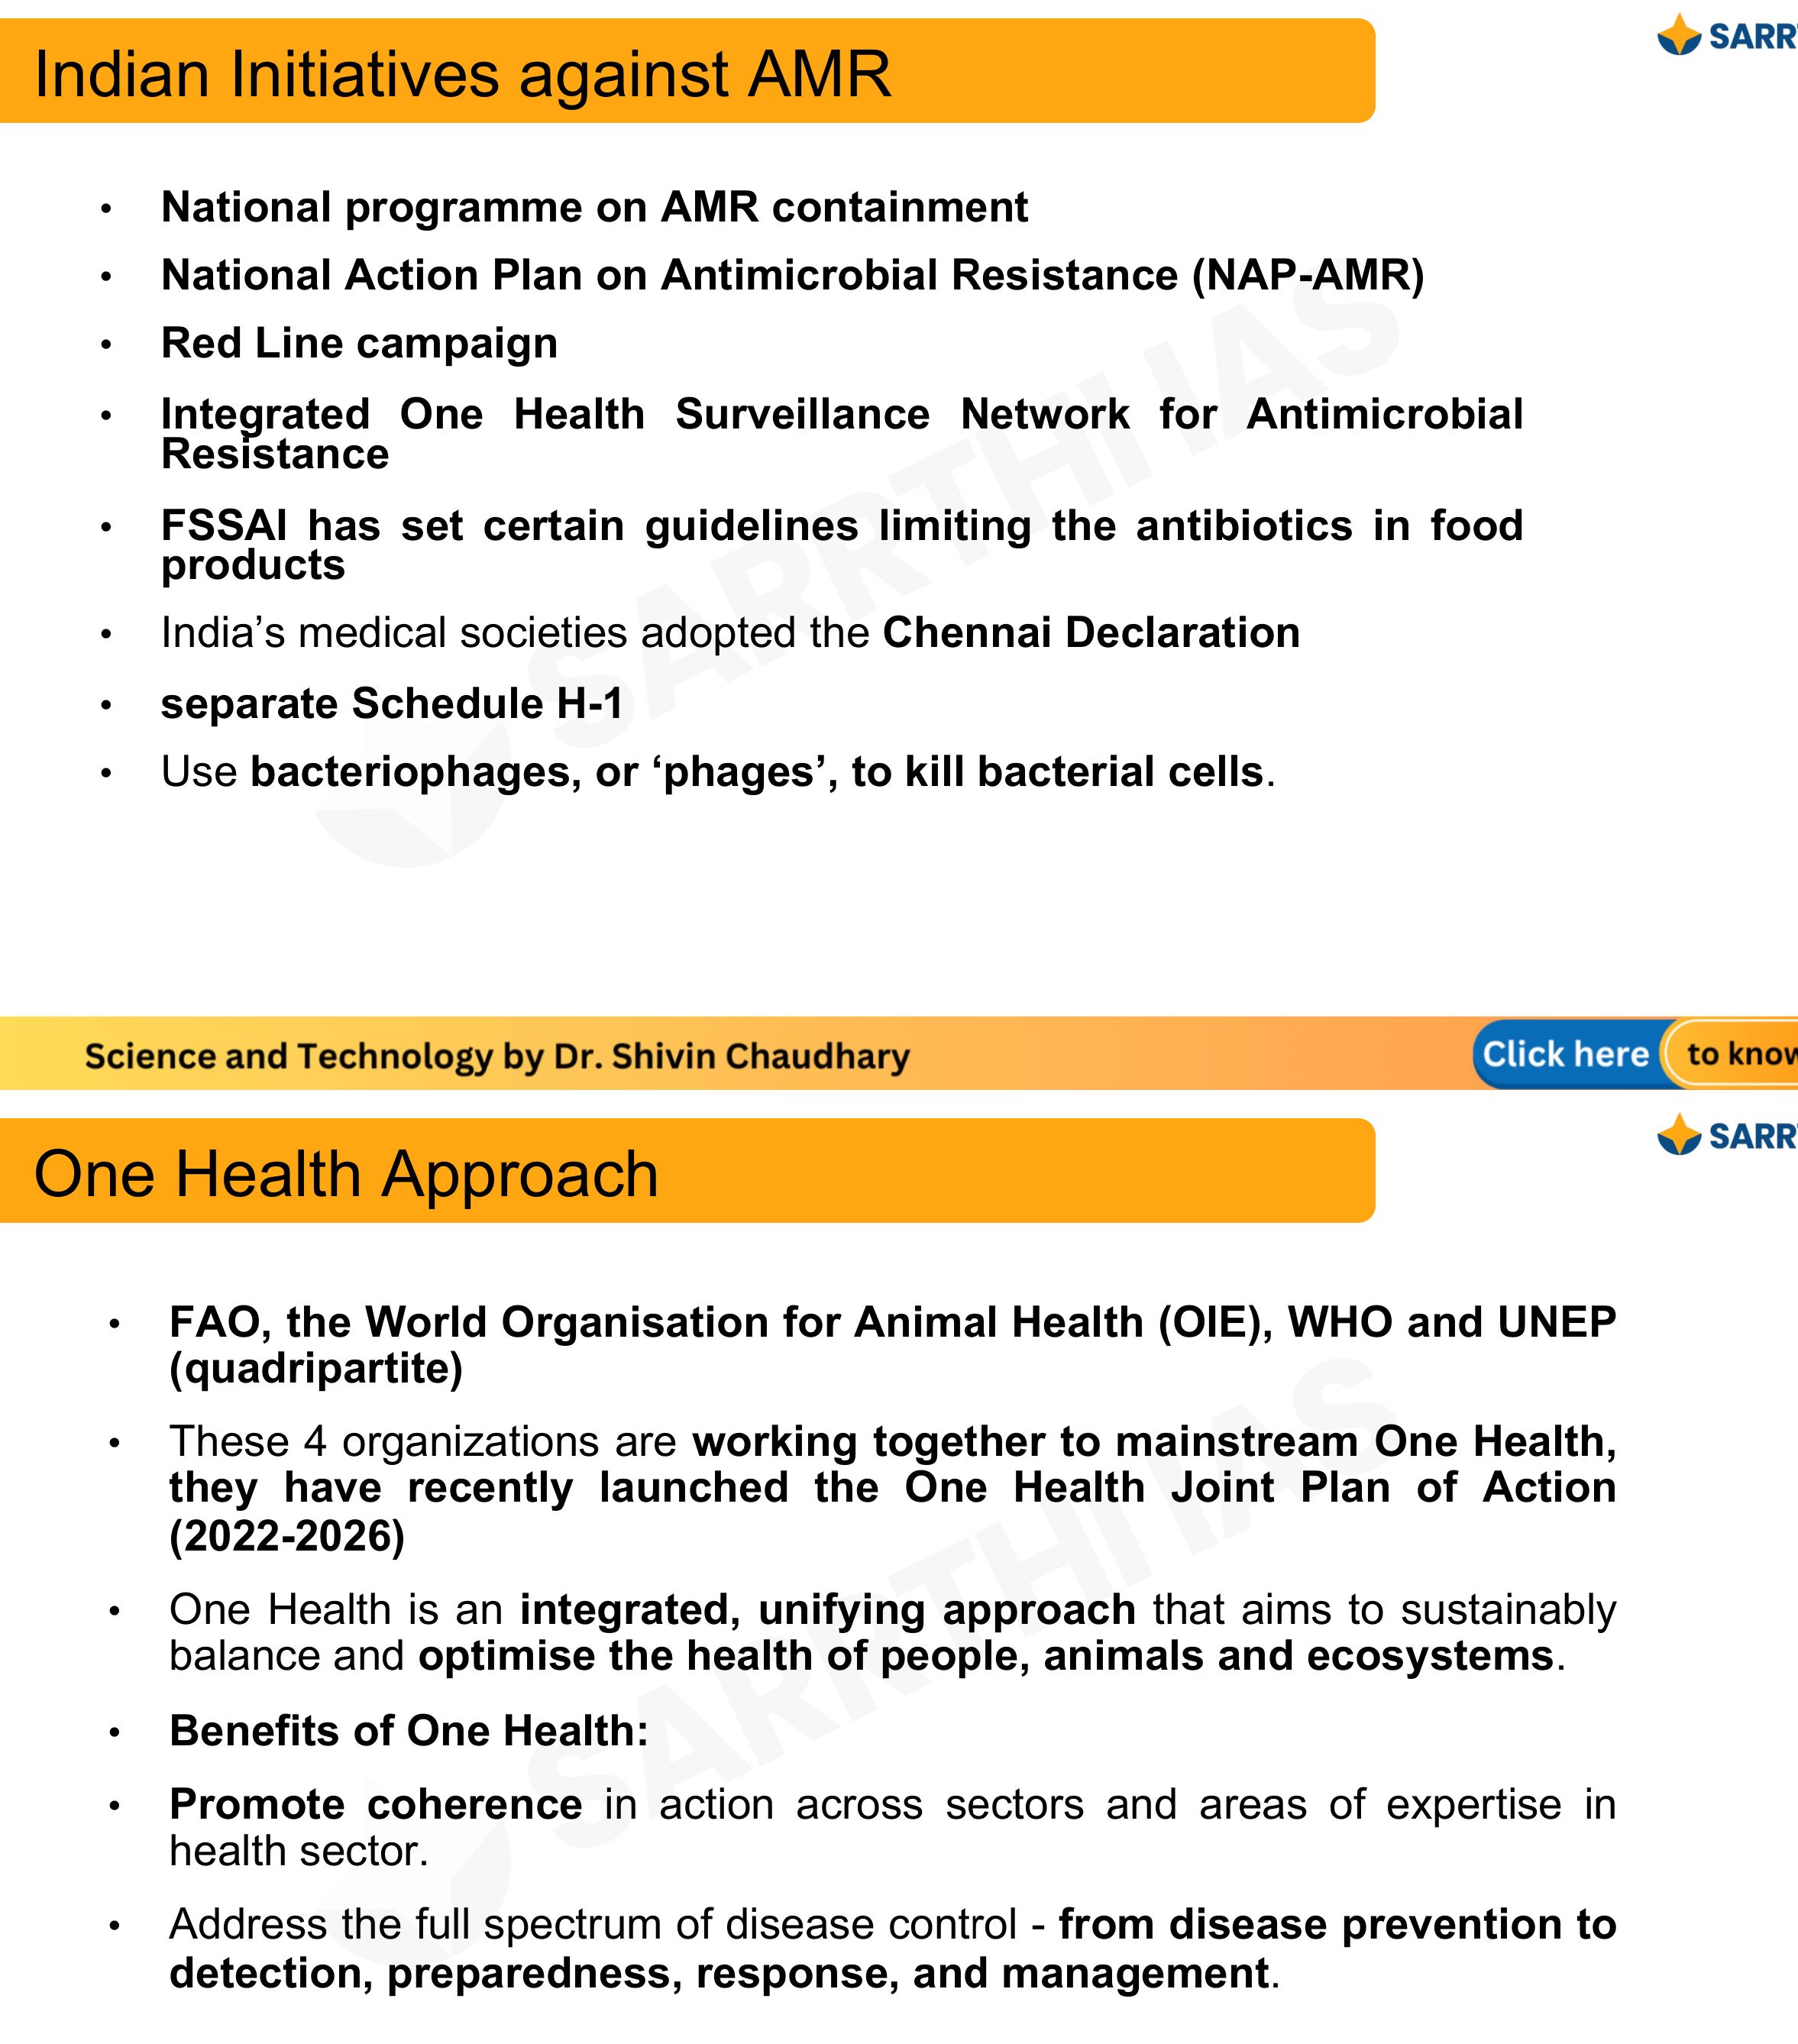 SARR
Indian Initiatives against AMR
• National programme on AMR containment
• National Action Plan on Antimicrobial Resistance (NAP-AMR)
• Red Line campaign
• Integrated One Health Surveillance Network for Antimicrobial
Resistance
• FSSAI has set certain guidelines limiting the antibiotics in food
products
• India’s medical societies adopted the Chennai Declaration
• separate Schedule H-1
• Use bacteriophages, or ‘phages’, to kill bacterial cells.
SARRTHI IAS
Science and Technology by Dr. Shivin Chaudhary
Click here to know
SARR
One Health Approach
• FAO, the World Organisation for Animal Health (OIE), WHO and UNEP
(quadripartite)
• These 4 organizations are working together to mainstream One Health,
they have recently launched the One Health Joint Plan of Action
(2022-2026)
• One Health is an integrated, unifying approach that aims to sustainably
balance and optimise the health of people, animals and ecosystems.
• Benefits of One Health:
• Promote coherence in action across sectors and areas of expertise in
health sector.
• Address the full spectrum of disease control - from disease prevention to
detection, preparedness, response, and management.
SARRTHI IAS